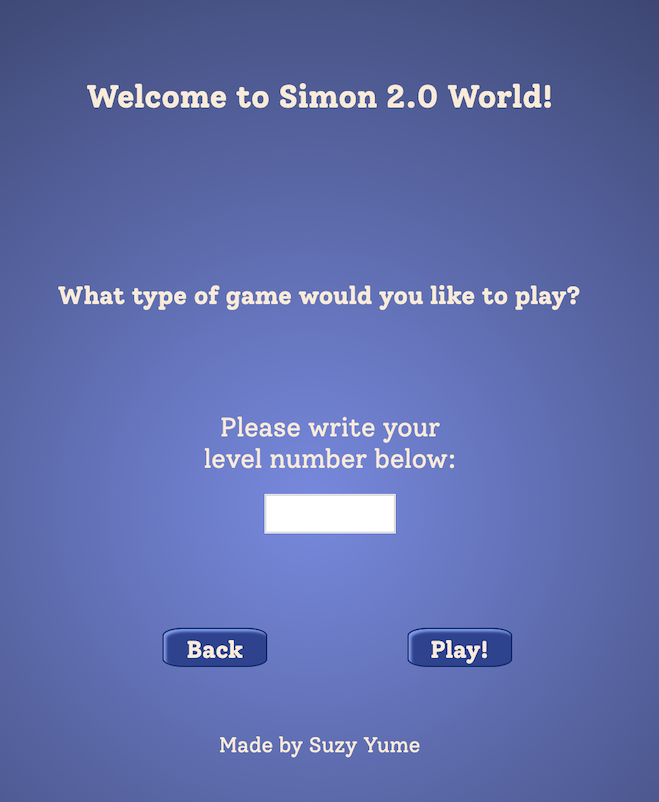 Welcome to Simon 2.0 World!
What type of game would you like to play?
Please write your
level number below:
Back
Play!
Made by Suzy Yume